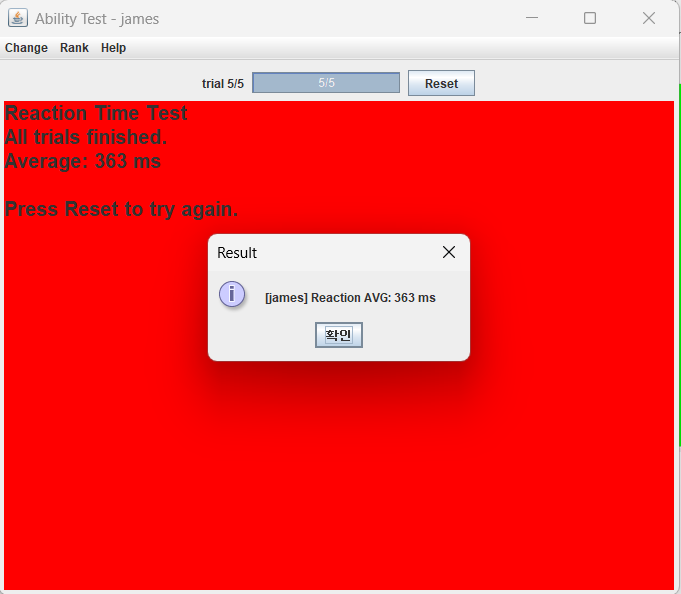 Ability Test - james
Change Rank Help
trial 5/5 5/5 Reset
Reaction Time Test
All trials finished.
Average: 363 ms
Press Reset to try again.
Result
[james] Reaction AVG: 363 ms
확인